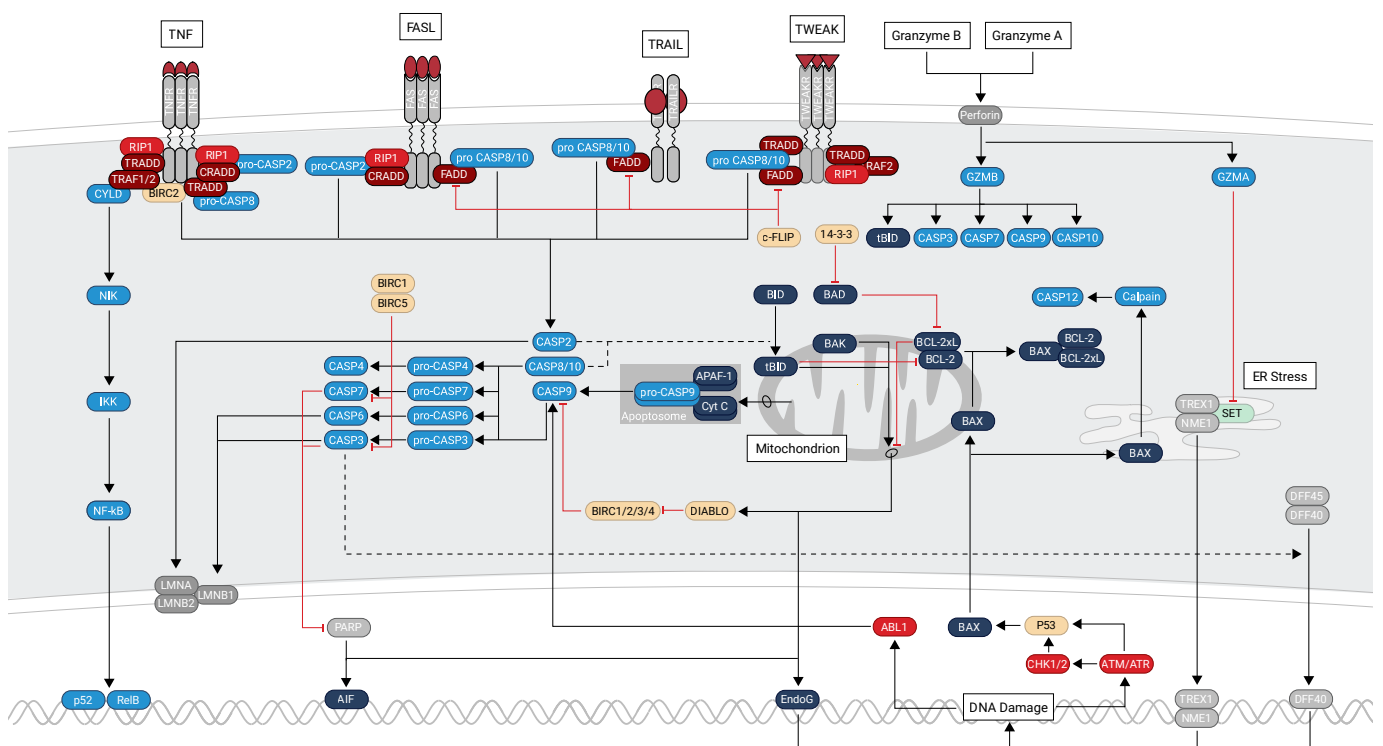 TNF
FASL
TRAIL
TWEAK
Granzyme B
Granzyme A
TNFR
TNFR
TNFR
FAS
FAS
FAS
TRAILR
TWEAKR
TWEAKR
TWEAKR
Perforin
RIP1
TRADD
TRAF1/2
CYLD
BIRC2
RIP1
CRADD
TRADD
pro-CASP2
pro-CASP8
pro-CASP2
RIP1
CRADD
FADD
pro CASP8/10
pro CASP8/10
FADD
TRADD
pro CASP8/10
FADD
TRADD
RAF2
RIP1
GZMB
GZMA
c-FLIP
14-3-3
tBID
CASP3
CASP7
CASP9
CASP10
NIK
BIRC1
BIRC5
BID
BAD
CASP12
Calpain
CASP2
BAK
BCL-2xL
BCL-2
BAX
BCL-2
BCL-2xL
CASP4
pro-CASP4
CASP8/10
tBID
APAF-1
ER Stress
CASP7
pro-CASP7
CASP9
pro-CASP9
Cyt C
Apoptosome
IKK
CASP6
pro-CASP6
BAX
TREX1
NME1
SET
CASP3
pro-CASP3
Mitochondrion
BAX
NF-kB
BIRC1/2/3/4
DIABLO
DFF45
DFF40
LMNA
LMNB2
LMNB1
PARP
ABL1
BAX
P53
CHK1/2
ATM/ATR
p52
RelB
AIF
EndoG
DNA Damage
TREX1
NME1
DFF40